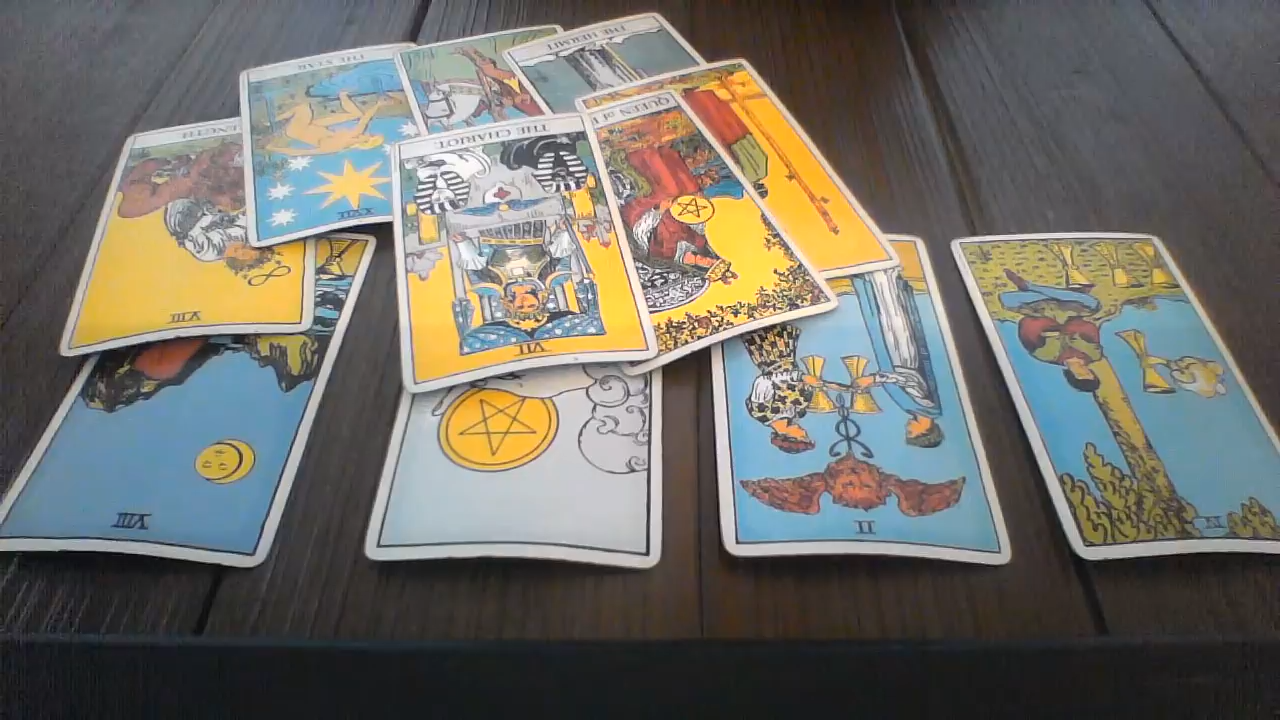 THE HERMIT
THE STAR
QUEEN of
THE CHARIOT.
XVII
VIII
VII
VIII
II